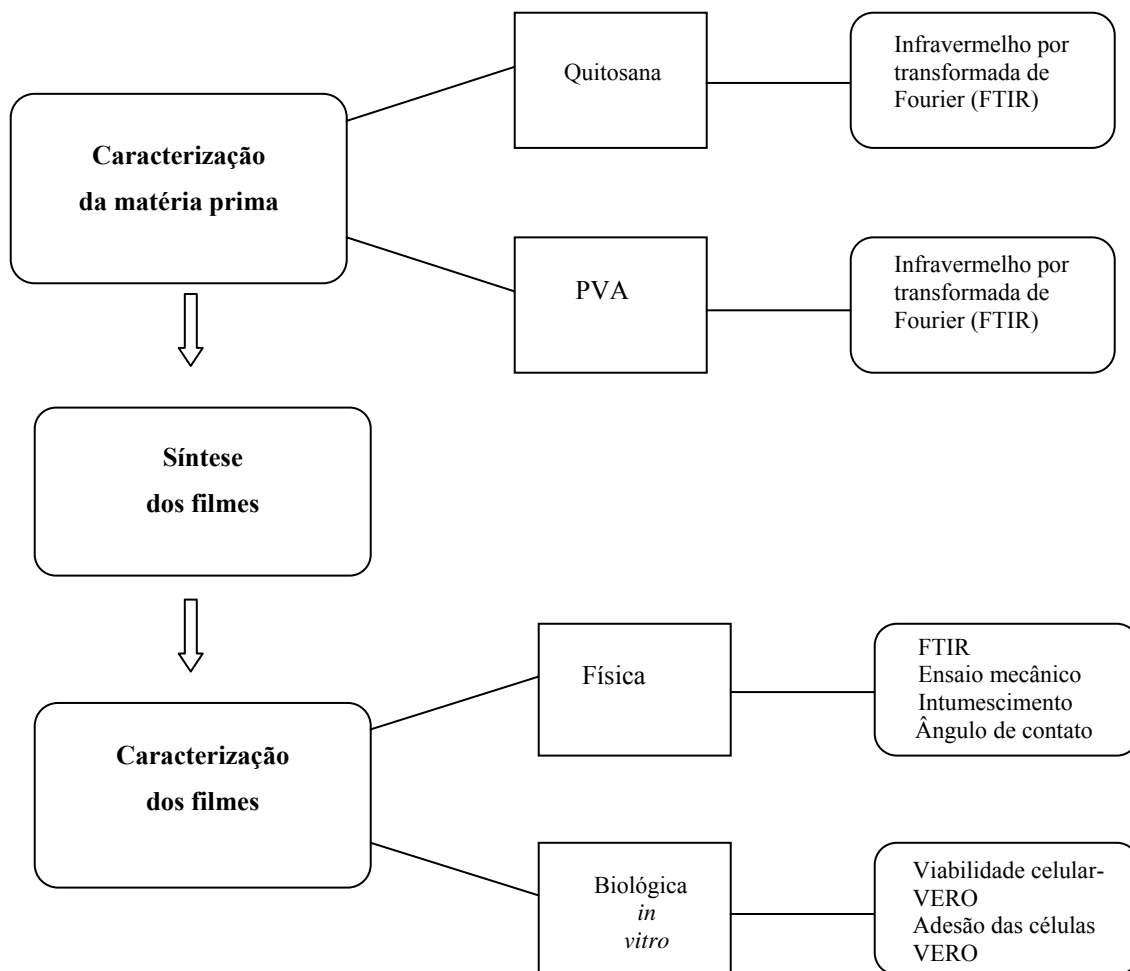 Quitosana
Infravermelho por
transformada de
Fourier (FTIR)
Caracterização
da matéria prima
PVA
Infravermelho por
transformada de
Fourier (FTIR)
Síntese
dos filmes
Física
FTIR
Ensaio mecânico
Intumescimento
Ângulo de contato
Caracterização
dos filmes
Biológica
in
vitro
Viabilidade celular-
VERO
Adesão das células
VERO